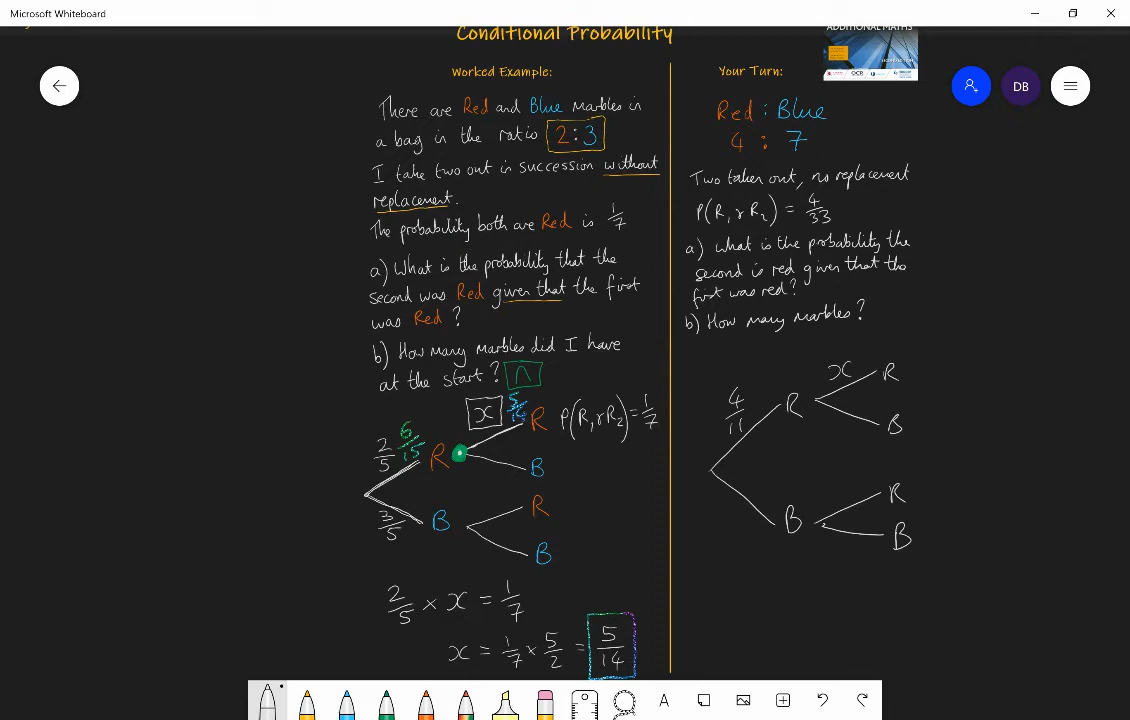 Microsoft Whiteboard
Conditional Probability
ADDITIONAL MATHS
DB
Worked Example:
There are Red and Blue Marbles in
a bag in the ratio 2:3
I take two out in succession without
replacement.
The probability both are Red is 1/7
a) What is the probability that the
second was Red given that the first
was Red ?
b) How many marbles did I have
at the start ? n
x 5/14 R P(R1 & R2) = 1/7
2/5 6/15 R
B
3/5 B
R
B
2/5 × x = 1/7
x = 1/7 × 5/2 = 5/14
Your Turn:
Red : Blue
4 : 7
Two taken out, no replacement
P(R1 & R2) = 4/33
a) What is the probability the
second is red given that the
first was red?
b) How many marbles?
x R
4/11 R
B
R
B
B
A